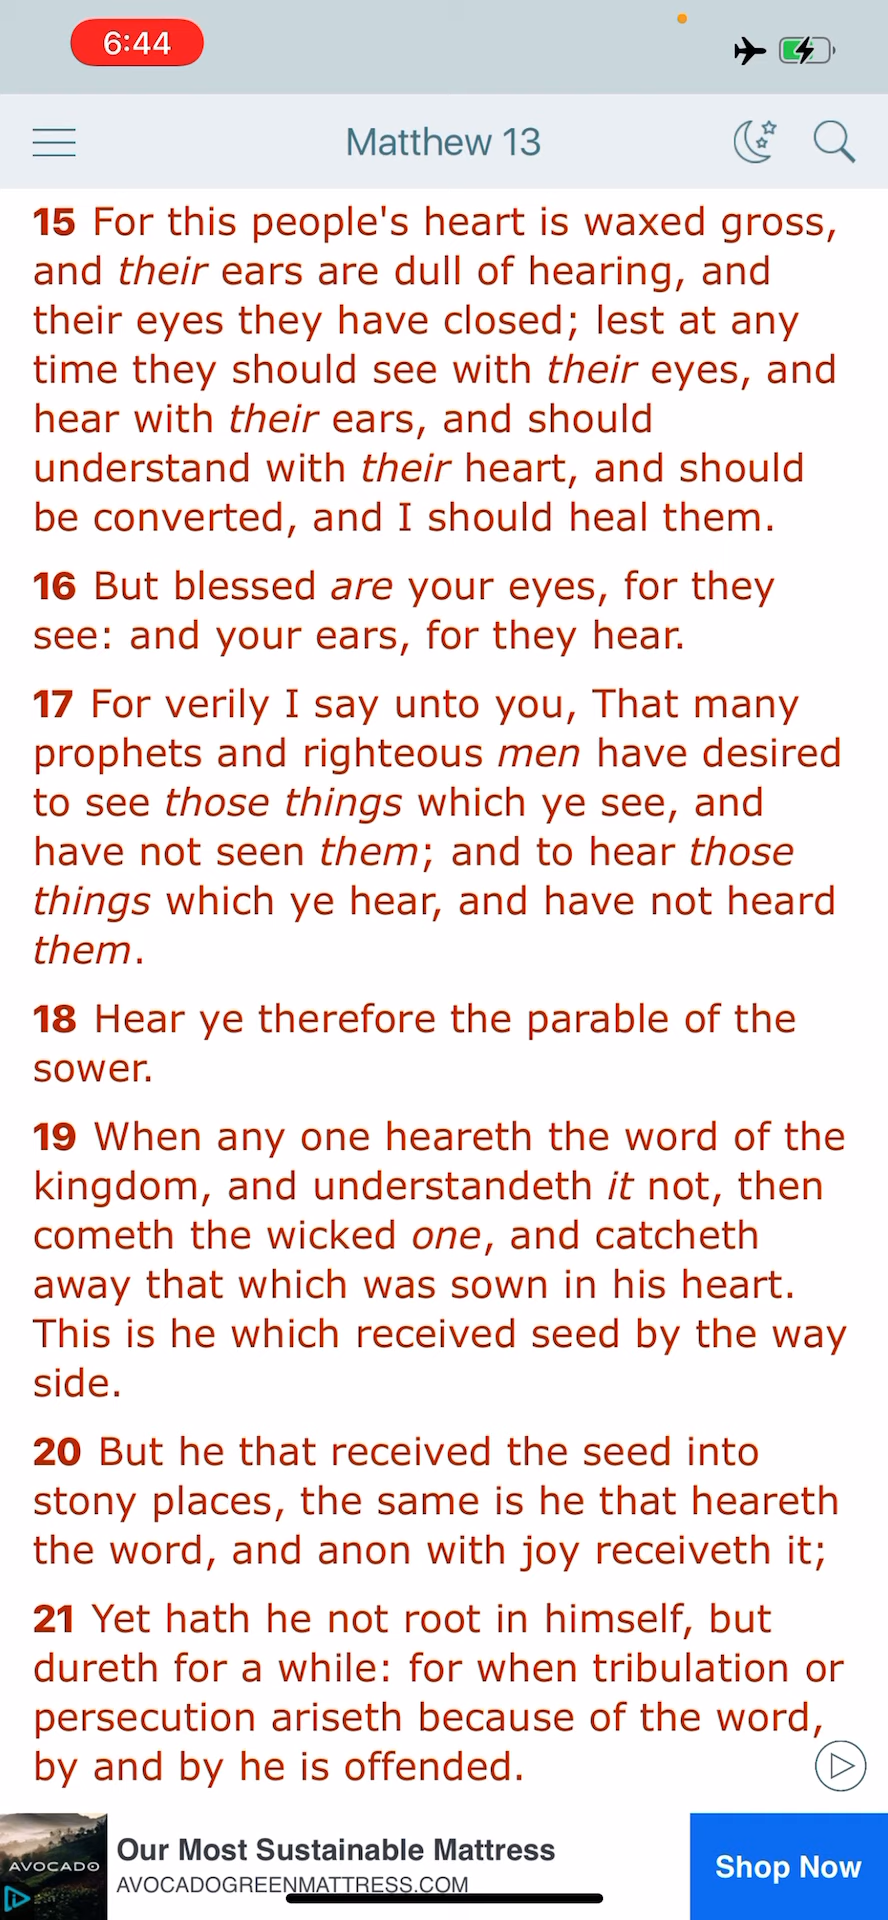 6:44
Matthew 13
15 For this people's heart is waxed gross,
and their ears are dull of hearing, and
their eyes they have closed; lest at any
time they should see with their eyes, and
hear with their ears, and should
understand with their heart, and should
be converted, and I should heal them.
16 But blessed are your eyes, for they
see: and your ears, for they hear.
17 For verily I say unto you, That many
prophets and righteous men have desired
to see those things which ye see, and
have not seen them; and to hear those
things which ye hear, and have not heard
them.
18 Hear ye therefore the parable of the
sower.
19 When any one heareth the word of the
kingdom, and understandeth it not, then
cometh the wicked one, and catcheth
away that which was sown in his heart.
This is he which received seed by the way
side.
20 But he that received the seed into
stony places, the same is he that heareth
the word, and anon with joy receiveth it;
21 Yet hath he not root in himself, but
dureth for a while: for when tribulation or
persecution ariseth because of the word,
by and by he is offended.
AVOCADO
Our Most Sustainable Mattress
AVOCADOGREENMATTRESS.COM
Shop Now